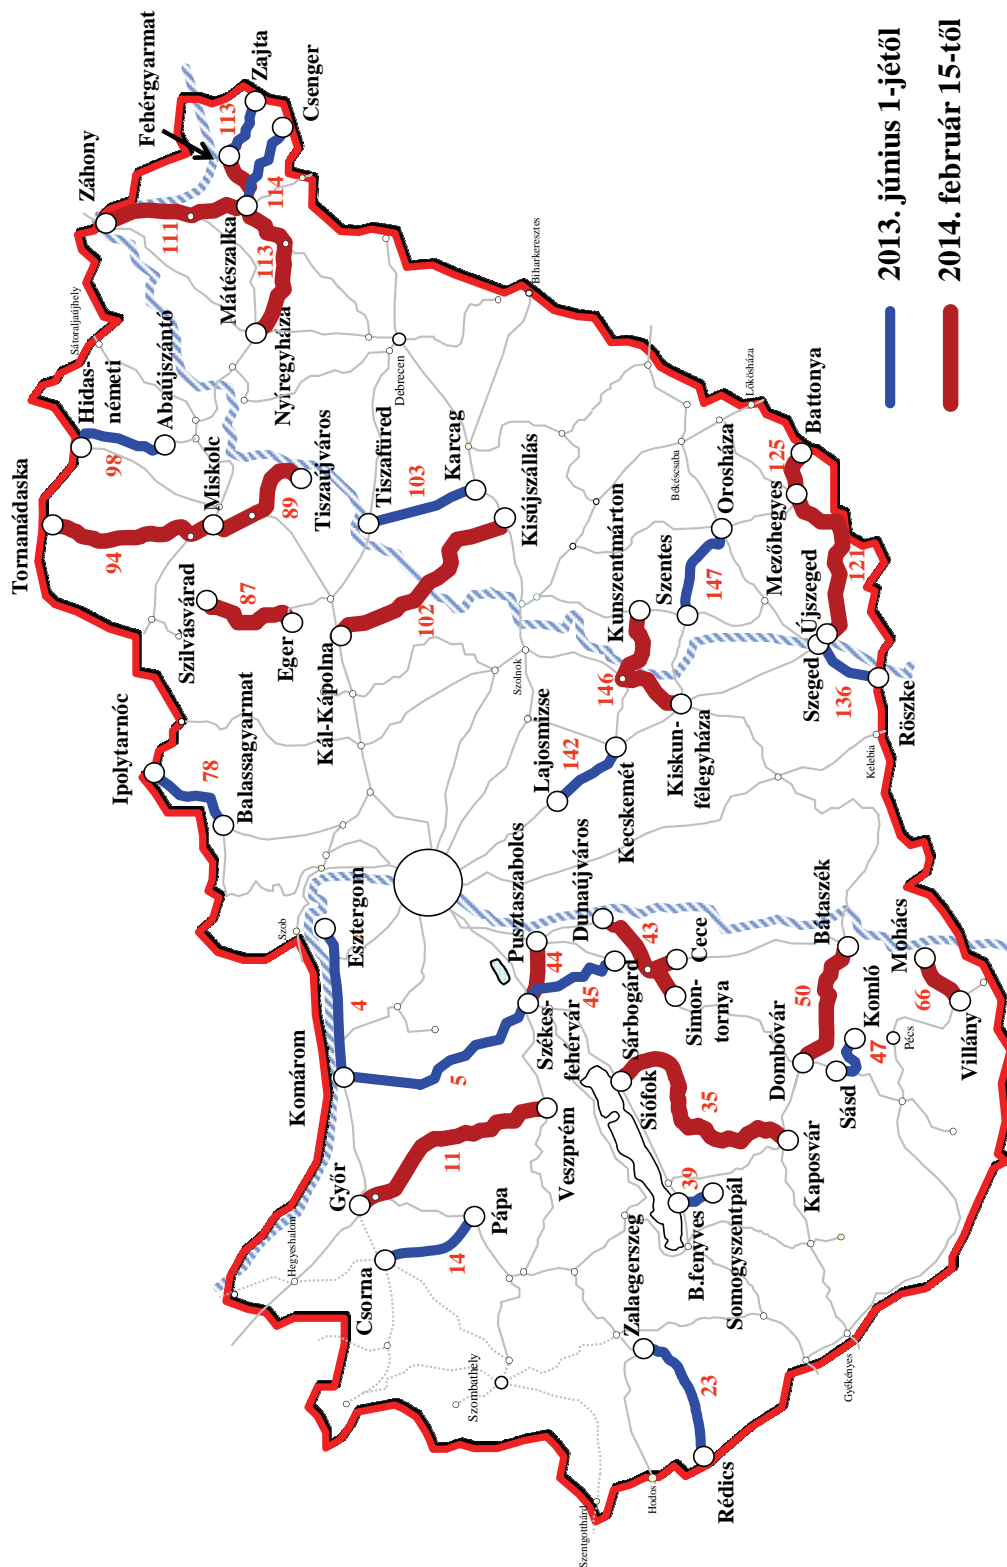 Szentgotthárd
Szombathely
Hegyeshalom
Hodos
Rédics
23
Zalaegerszeg
Csorna
14
Pápa
Győr
11
Veszprém
B.fenyves
39
Somogyszentpál
Gyékényes
Kaposvár
35
Siófok
Komárom
4
Esztergom
5
Székes-
fehérvár
44
Pusztaszabolcs
45
Sárbogárd
Dunaújváros
43
Cece
Simon-
tornya
Dombóvár
50
Bátaszék
Sásd
47
Komló
Pécs
Mohács
66
Villány
Szob
Balassagyarmat
78
Ipolytarnóc
Lajosmizse
142
Kecskemét
Kiskun-
félegyháza
146
Kunszentmárton
Szolnok
Kelebia
Röszke
136
Szeged
Újszeged
121
Mezőhegyes
125
Battonya
Szentes
147
Orosháza
Békéscsaba
Lőkösháza
Kál-Kápolna
102
Kisújszállás
Eger
87
Szilvásvárad
Tornanádaska
94
Miskolc
89
Tiszaújváros
Tiszafüred
103
Karcag
Hidas-
németi
98
Abaújszántó
Sátoraljaújhely
Debrecen
Biharkeresztes
Nyíregyháza
113
Mátészalka
111
Záhony
114
Fehérgyarmat
113
Zajta
Csenger
2013. június 1-jétől
2014. február 15-től